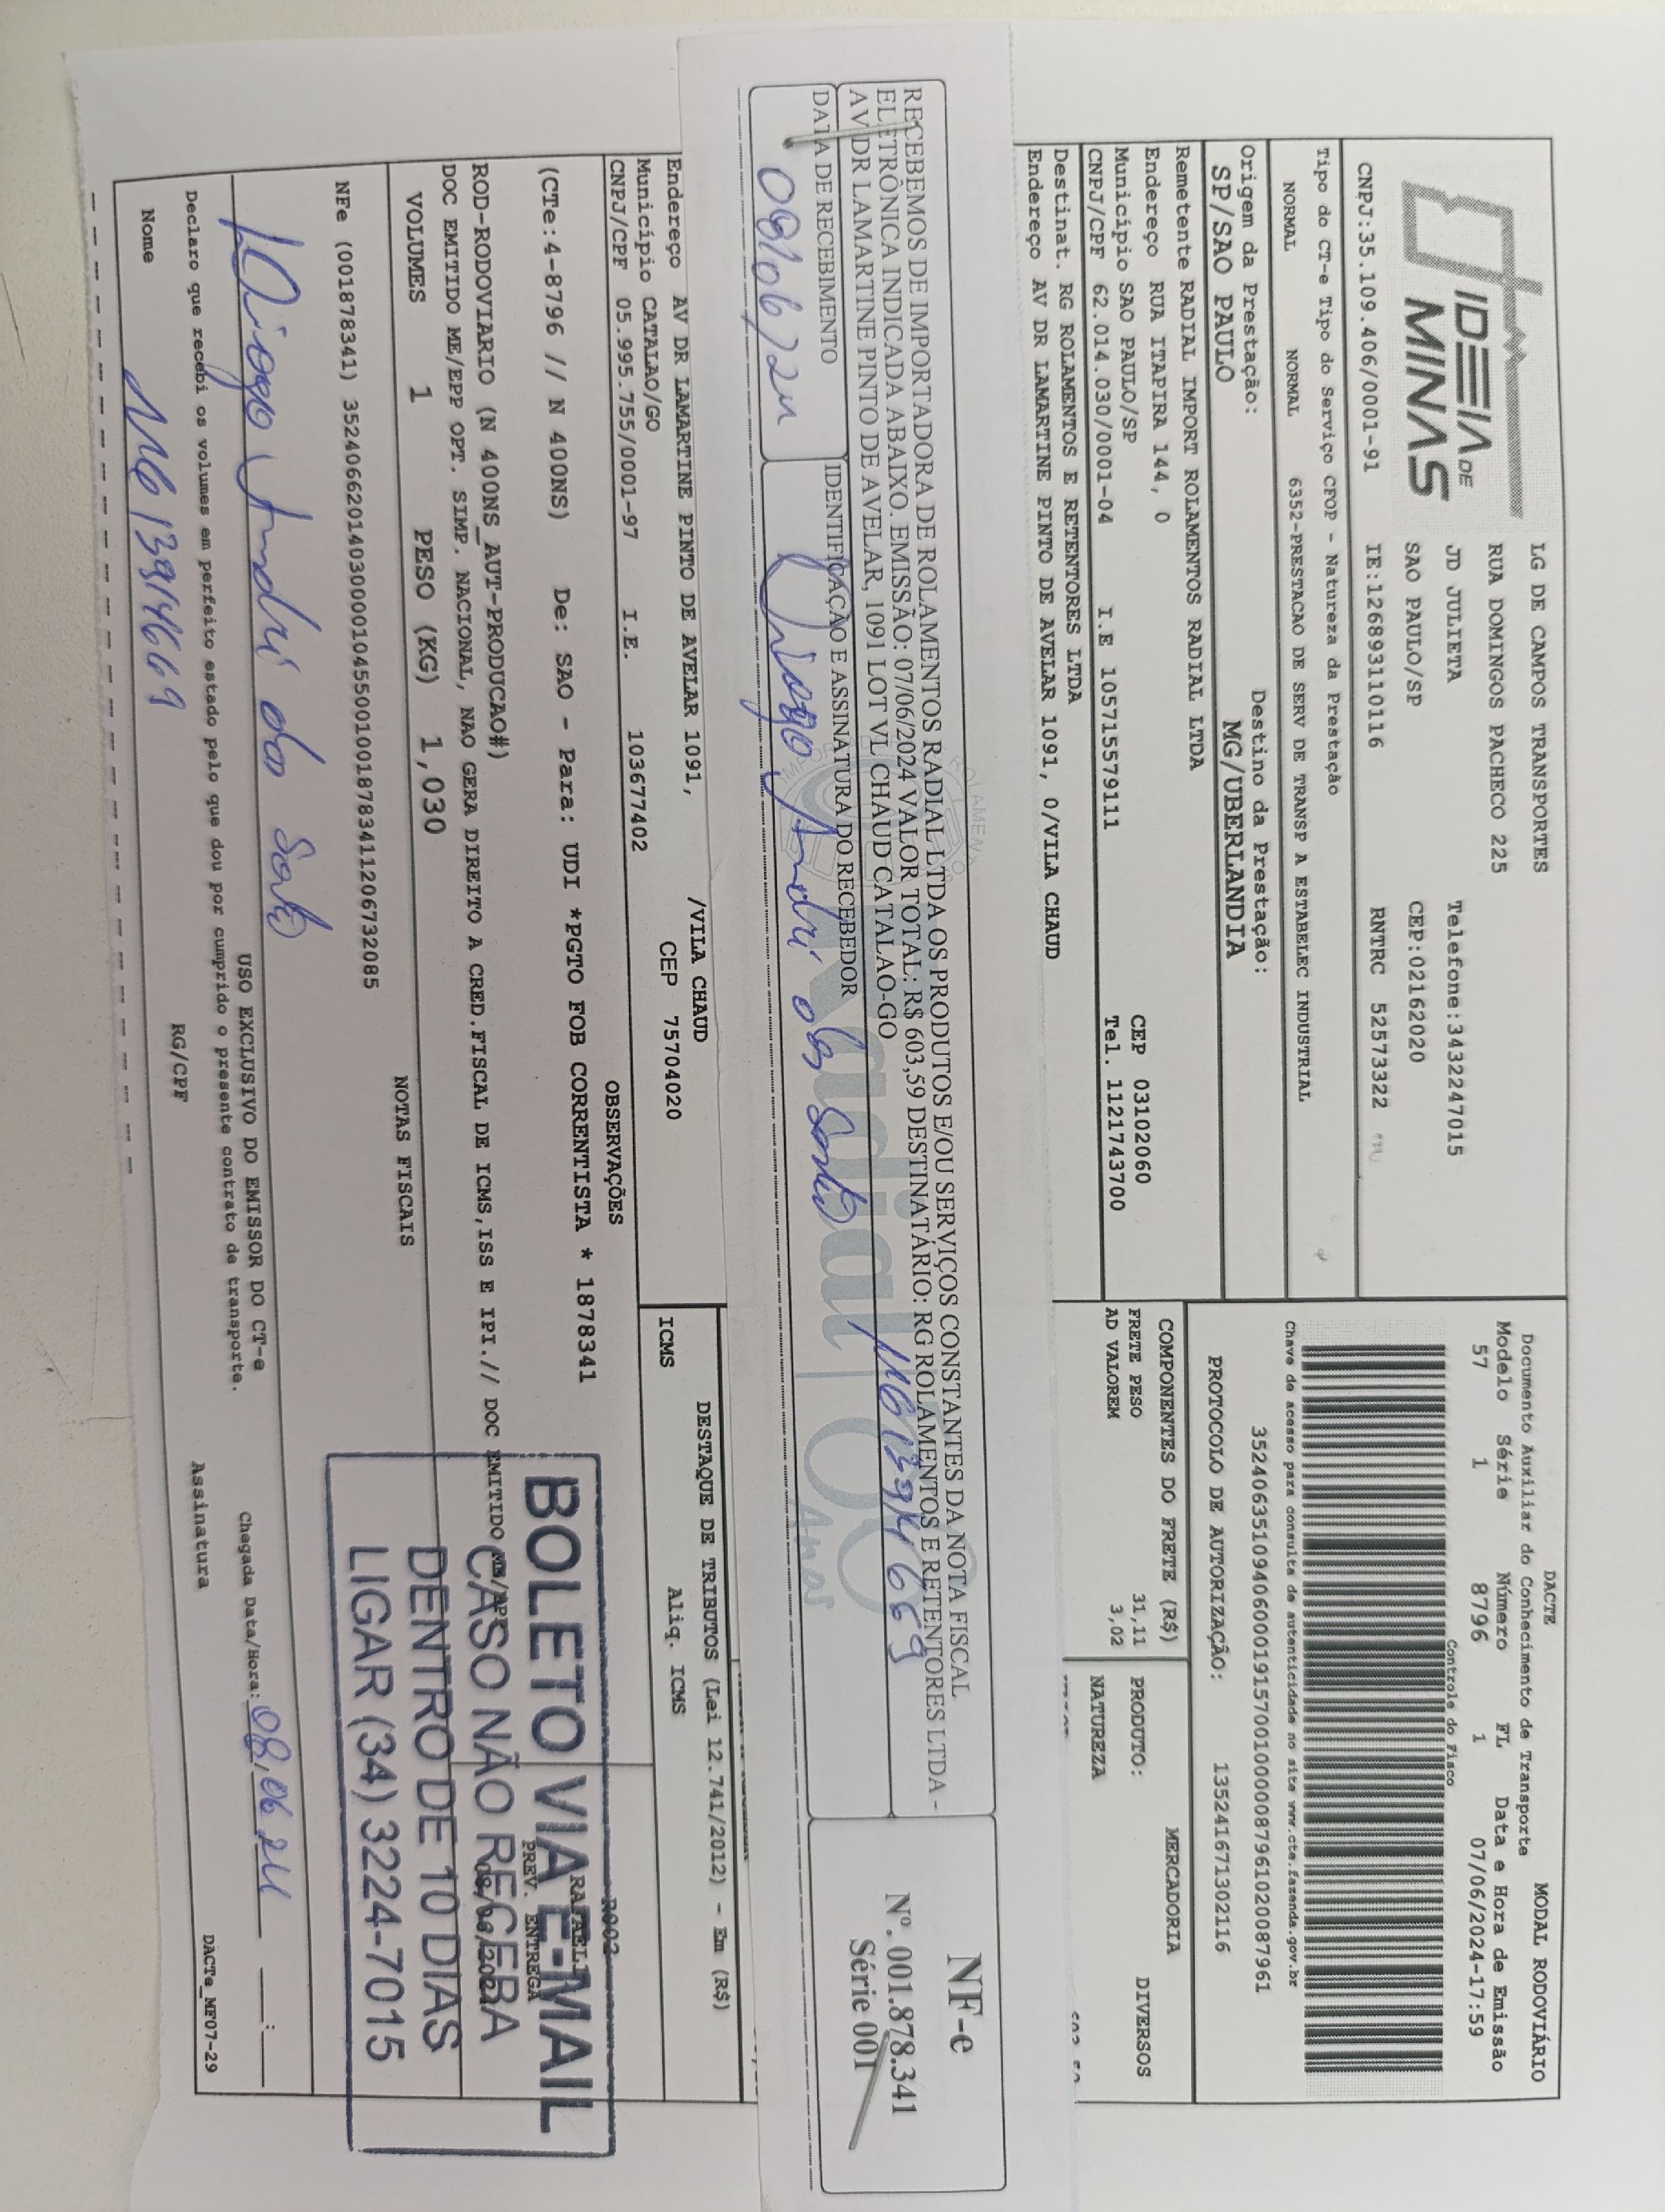 IDEIA DE
MINAS
LG DE CAMPOS TRANSPORTES
RUA DOMINGOS PACHECO 225
JD JULIETA Telefone:3432247015
SAO PAULO/SP CEP:02162020
CNPJ:35.109.406/0001-91 IE:126893110116 RNTRC 52573322
DACTE
Documento Auxiliar do Conhecimento de Transporte
MODAL RODOVIÁRIO
Modelo Série Número FL Data e Hora de Emissão
57 1 8796 1 07/06/2024-17:59
Controle do Fisco
Tipo do CT-e Tipo do Serviço CFOP - Natureza da Prestação
NORMAL NORMAL 6352-PRESTACAO DE SERV DE TRANSP A ESTABELEC INDUSTRIAL
Chave de acesso para consulta de autenticidade no site www.cte.fazenda.gov.br
35240635109406000191570010000087961020087961
Origem da Prestação: Destino da Prestação:
SP/SAO PAULO MG/UBERLANDIA
PROTOCOLO DE AUTORIZAÇÃO: 135241671302116
Remetente RADIAL IMPORT ROLAMENTOS RADIAL LTDA
Endereço RUA ITAPIRA 144, 0
Município SAO PAULO/SP CEP 03102060
CNPJ/CPF 62.014.030/0001-04 I.E 105715579111 Tel. 1121743700
COMPONENTES DO FRETE (R$)
FRETE PESO 31,11
AD VALOREM 3,02
MERCADORIA
PRODUTO: DIVERSOS
NATUREZA
Destinat. RG ROLAMENTOS E RETENTORES LTDA
Endereço AV DR LAMARTINE PINTO DE AVELAR 1091, 0/VILA CHAUD
RECEBEMOS DE IMPORTADORA DE ROLAMENTOS RADIAL LTDA OS PRODUTOS E/OU SERVIÇOS CONSTANTES DA NOTA FISCAL
ELETRÔNICA INDICADA ABAIXO. EMISSÃO: 07/06/2024 VALOR TOTAL: R$ 603,59 DESTINATÁRIO: RG ROLAMENTOS E RETENTORES LTDA -
AV DR LAMARTINE PINTO DE AVELAR, 1091 LOT VL CHAUD CATALAO-GO
DATA DE RECEBIMENTO IDENTIFICAÇÃO E ASSINATURA DO RECEBEDOR
08/06/24 Diogo André dos Santos MG13914669
Radial
Anos
NF-e
Nº. 001.878.341
Série 001
Endereço AV DR LAMARTINE PINTO DE AVELAR 1091, /VILA CHAUD
Município CATALAO/GO CEP 75704020
CNPJ/CPF 05.995.755/0001-97 I.E. 103677402
DESTAQUE DE TRIBUTOS (Lei 12.741/2012) - Em (R$)
ICMS Aliq. ICMS
OBSERVAÇÕES
(CTe:4-8796 // N 400NS) De: SAO - Para: UDI *PGTO FOB CORRENTISTA * 1878341
ROD-RODOVIARIO (N 400ONS_AUT-PRODUCAO#)
DOC EMITIDO ME/EPP OPT. SIMP. NACIONAL, NAO GERA DIREITO A CRED.FISCAL DE ICMS,ISS E IPI.// DOC EMITIDO
PREV. ENTREGA
BOLETO VIA E-MAIL
CASO NÃO RECEBA
DENTRO DE 10 DIAS
LIGAR (34) 3224-7015
VOLUMES 1 PESO (KG) 1,030
NOTAS FISCAIS
NFe (001878341) 35240662014030000104550010018783411206732085
Diogo André dos Santos
USO EXCLUSIVO DO EMISSOR DO CT-e
Declaro que recebi os volumes em perfeito estado pelo que dou por cumprido o presente contrato de transporte.
Chegada Data/Hora: 08.06.24
Nome RG/CPF Assinatura
MG13914669
DACTe_MF07-29